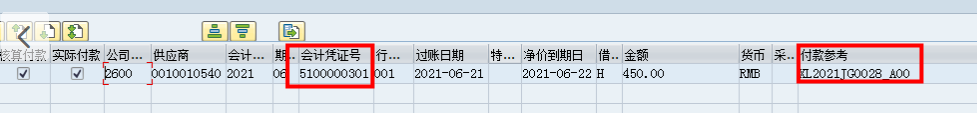 核算付款 实际付款 公司... 供应商 会计... 期.. 会计凭证号 行... 过账日期 特... 净价到期日 借.. 金额 货币 采.. 付款参考
2600 0010010540 2021 06 5100000301 001 2021-06-21 2021-06-22 H 450.00 RMB XL2021JG0028_A00